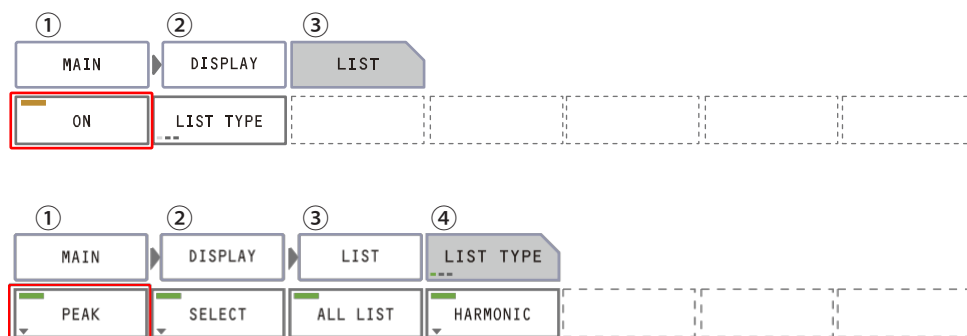 ① ② ③
MAIN DISPLAY LIST
ON LIST TYPE
① ② ③ ④
MAIN DISPLAY LIST LIST TYPE
PEAK SELECT ALL LIST HARMONIC